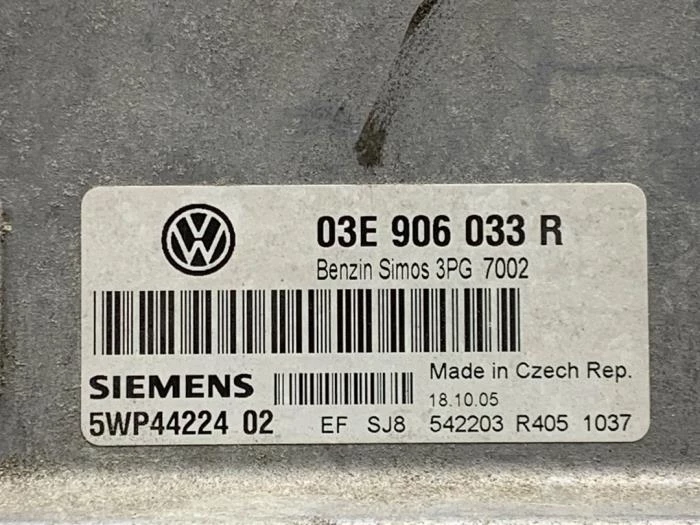 03E 906 033 R
Benzin Simos 3PG 7002
SIEMENS
Made in Czech Rep.
18.10.05
5WP44224 02
EF SJ8 542203 R405 1037